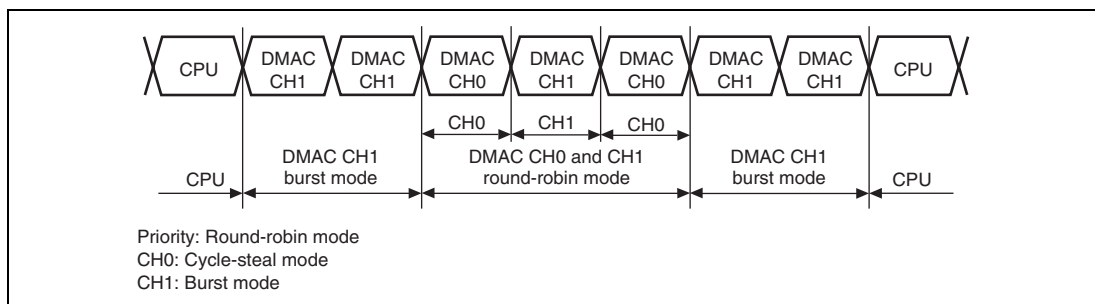 CPU DMAC CH1 DMAC CH1 DMAC CH0 DMAC CH1 DMAC CH0 DMAC CH1 DMAC CH1 CPU
CH0 CH1 CH0
CPU DMAC CH1 burst mode DMAC CH0 and CH1 round-robin mode DMAC CH1 burst mode CPU
Priority: Round-robin mode
CH0: Cycle-steal mode
CH1: Burst mode